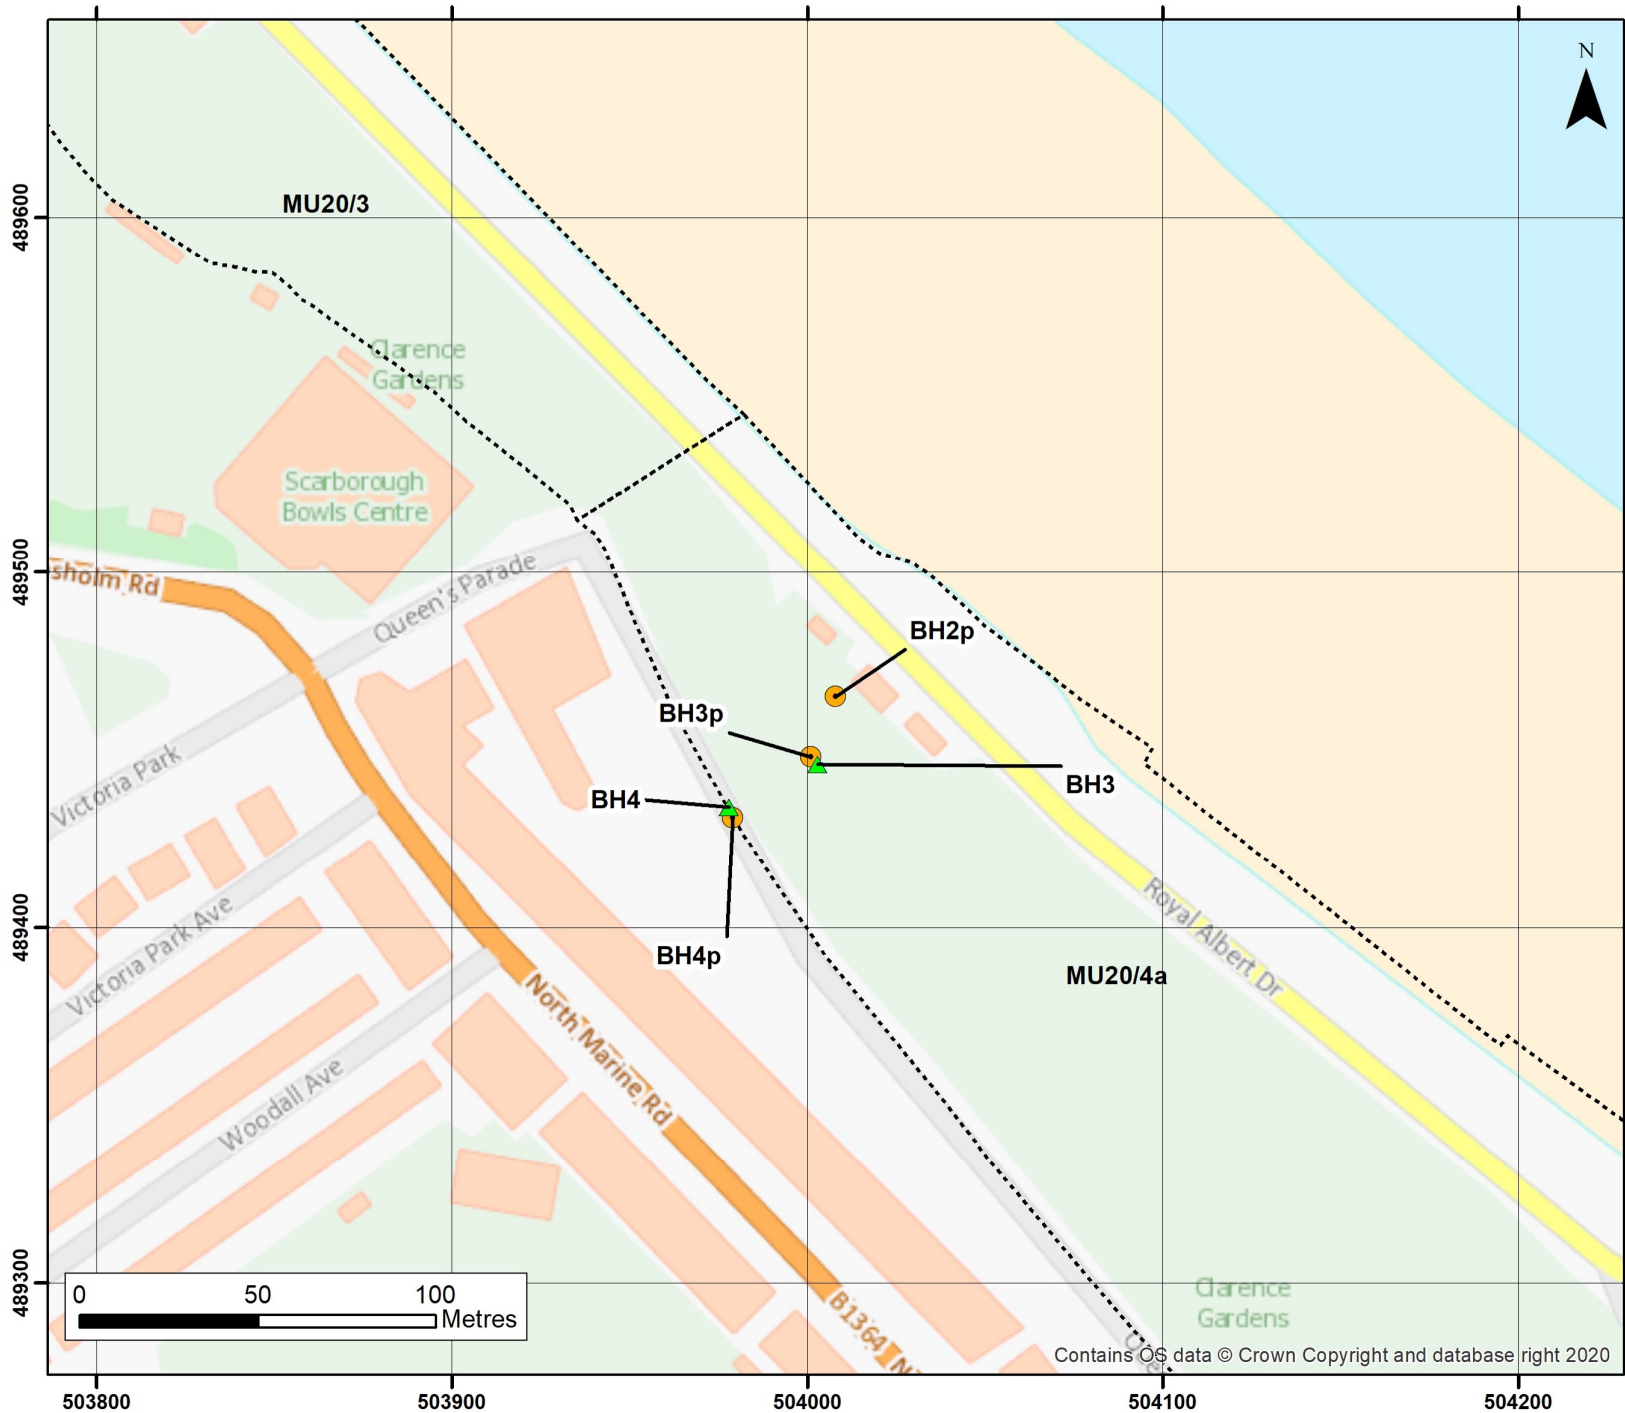 N
489600
MU20/3
Clarence
Gardens
Scarborough
Bowls Centre
489500
sholm Rd
Queen's Parade
BH2p
BH3p
Victoria Park
BH3
BH4
Royal Albert Dr
Victoria Park Ave
489400
BH4p
MU20/4a
North Marine Rd
Woodall Ave
489300
0 50 100
Metres
Clarence
Gardens
B1364 N
Contains OS data © Crown Copyright and database right 2020
503800 503900 504000 504100 504200